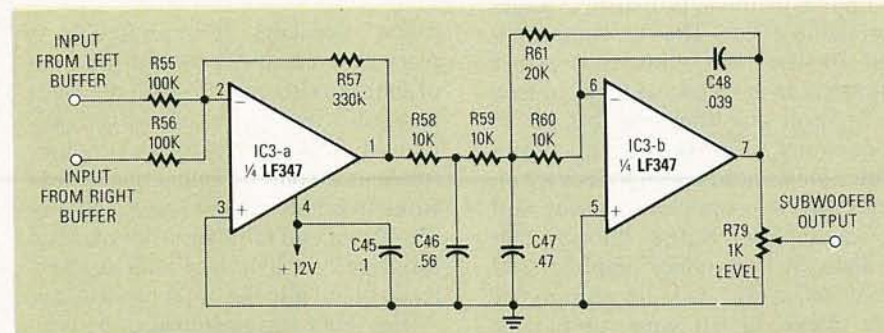 INPUT
FROM LEFT
BUFFER
R55
100K
R57
330K
R56
100K
INPUT
FROM RIGHT
BUFFER
2
−
IC3-a
¼ LF347
1
3
+
4
+12V
C45
.1
R58
10K
C46
.56
R59
10K
R61
20K
R60
10K
C47
.47
C48
.039
6
−
IC3-b
¼ LF347
7
5
+
SUBWOOFER
OUTPUT
R79
1K
LEVEL